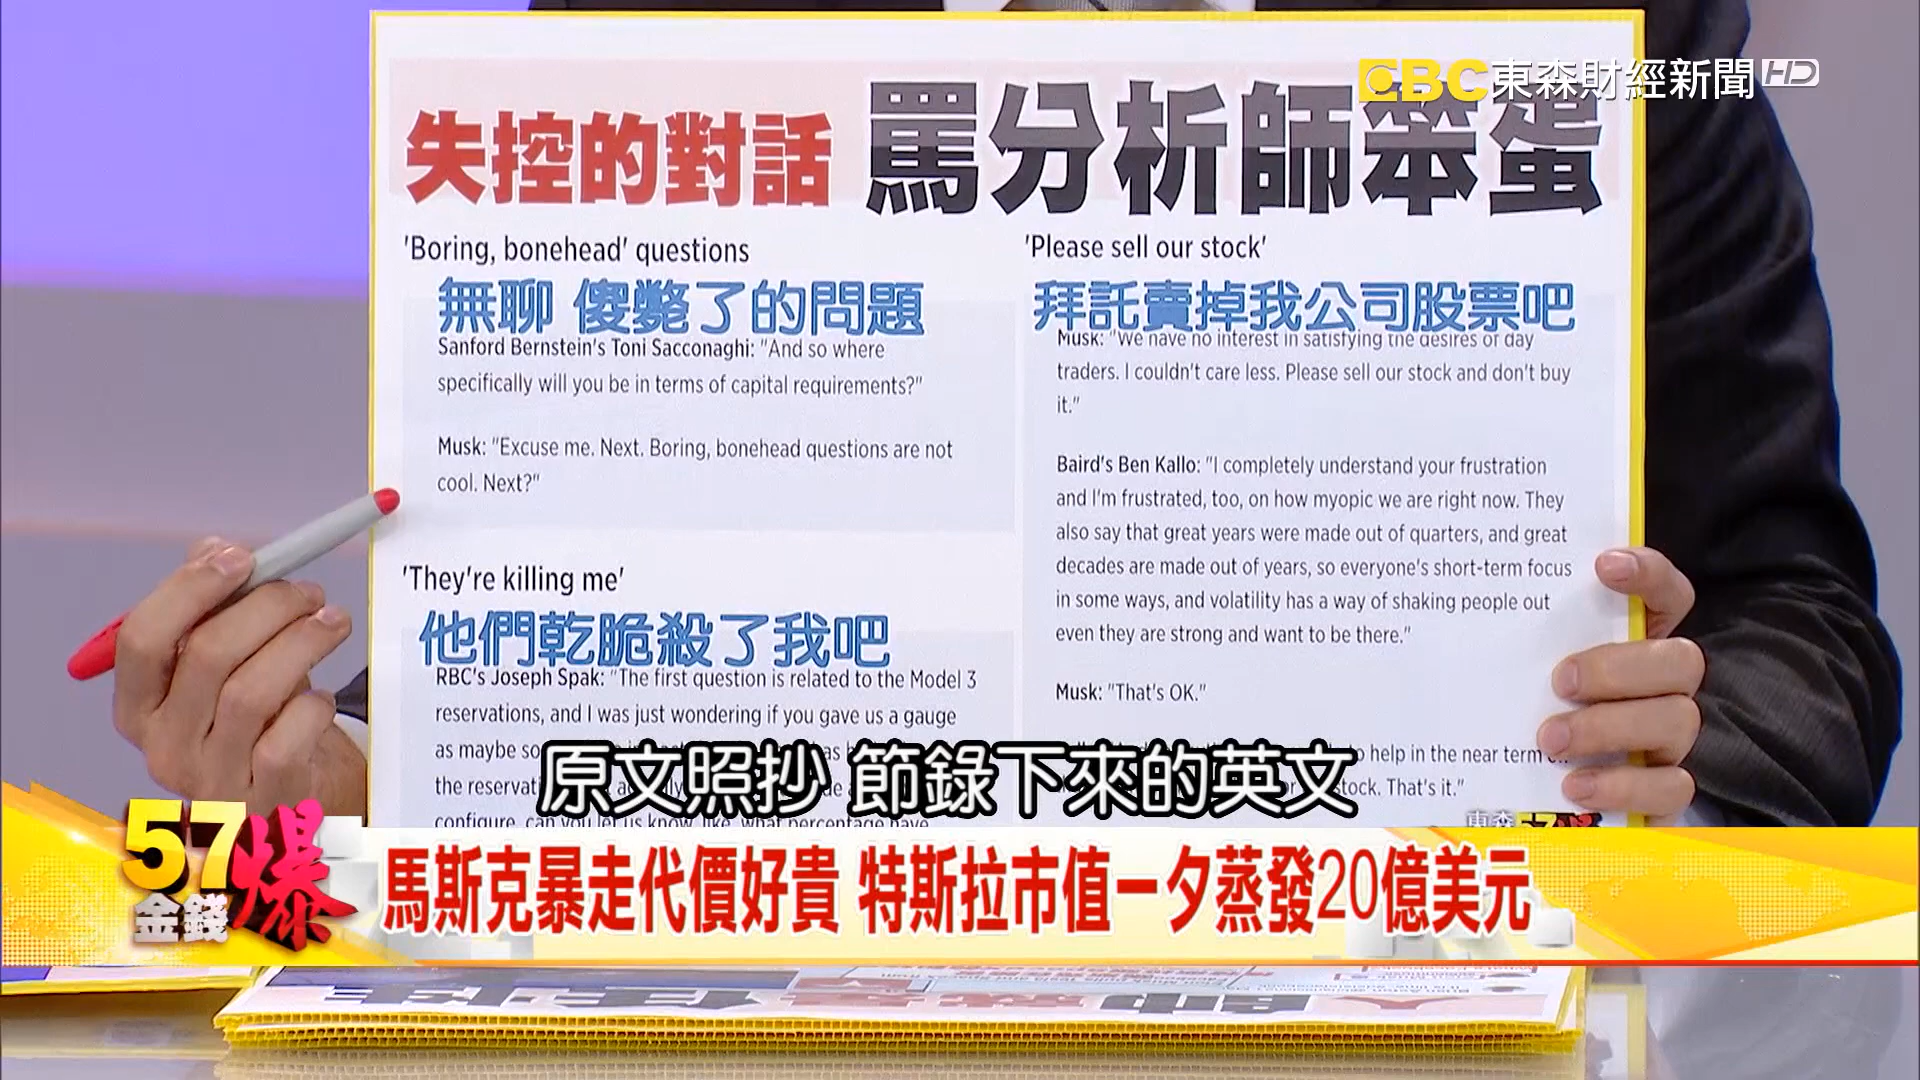 EBC東森財經新聞HD
失控的對話 罵分析師笨蛋
'Boring, bonehead' questions
無聊 傻斃了的問題
Sanford Bernstein's Toni Sacconaghi: "And so where
specifically will you be in terms of capital requirements?"
Musk: "Excuse me. Next. Boring, bonehead questions are not
cool. Next?"
'They're killing me'
他們乾脆殺了我吧
RBC's Joseph Spak: "The first question is related to the Model 3
reservations, and I was just wondering if you gave us a gauge
as maybe
the
configure, can you let us know, like, what percentage have
'Please sell our stock'
拜託賣掉我公司股票吧
Musk: "We have no interest in satisfying the desires of day
traders. I couldn't care less. Please sell our stock and don't buy
it."
Baird's Ben Kallo: "I completely understand your frustration
and I'm frustrated, too, on how myopic we are right now. They
also say that great years were made out of quarters, and great
decades are made out of years, so everyone's short-term focus
in some ways, and volatility has a way of shaking people out
even they are strong and want to be there."
Musk: "That's OK."
help in the near term
stock. That's it."
原文照抄 節錄下來的英文
57
金錢
爆
馬斯克暴走代價好貴 特斯拉市值一夕蒸發20億美元